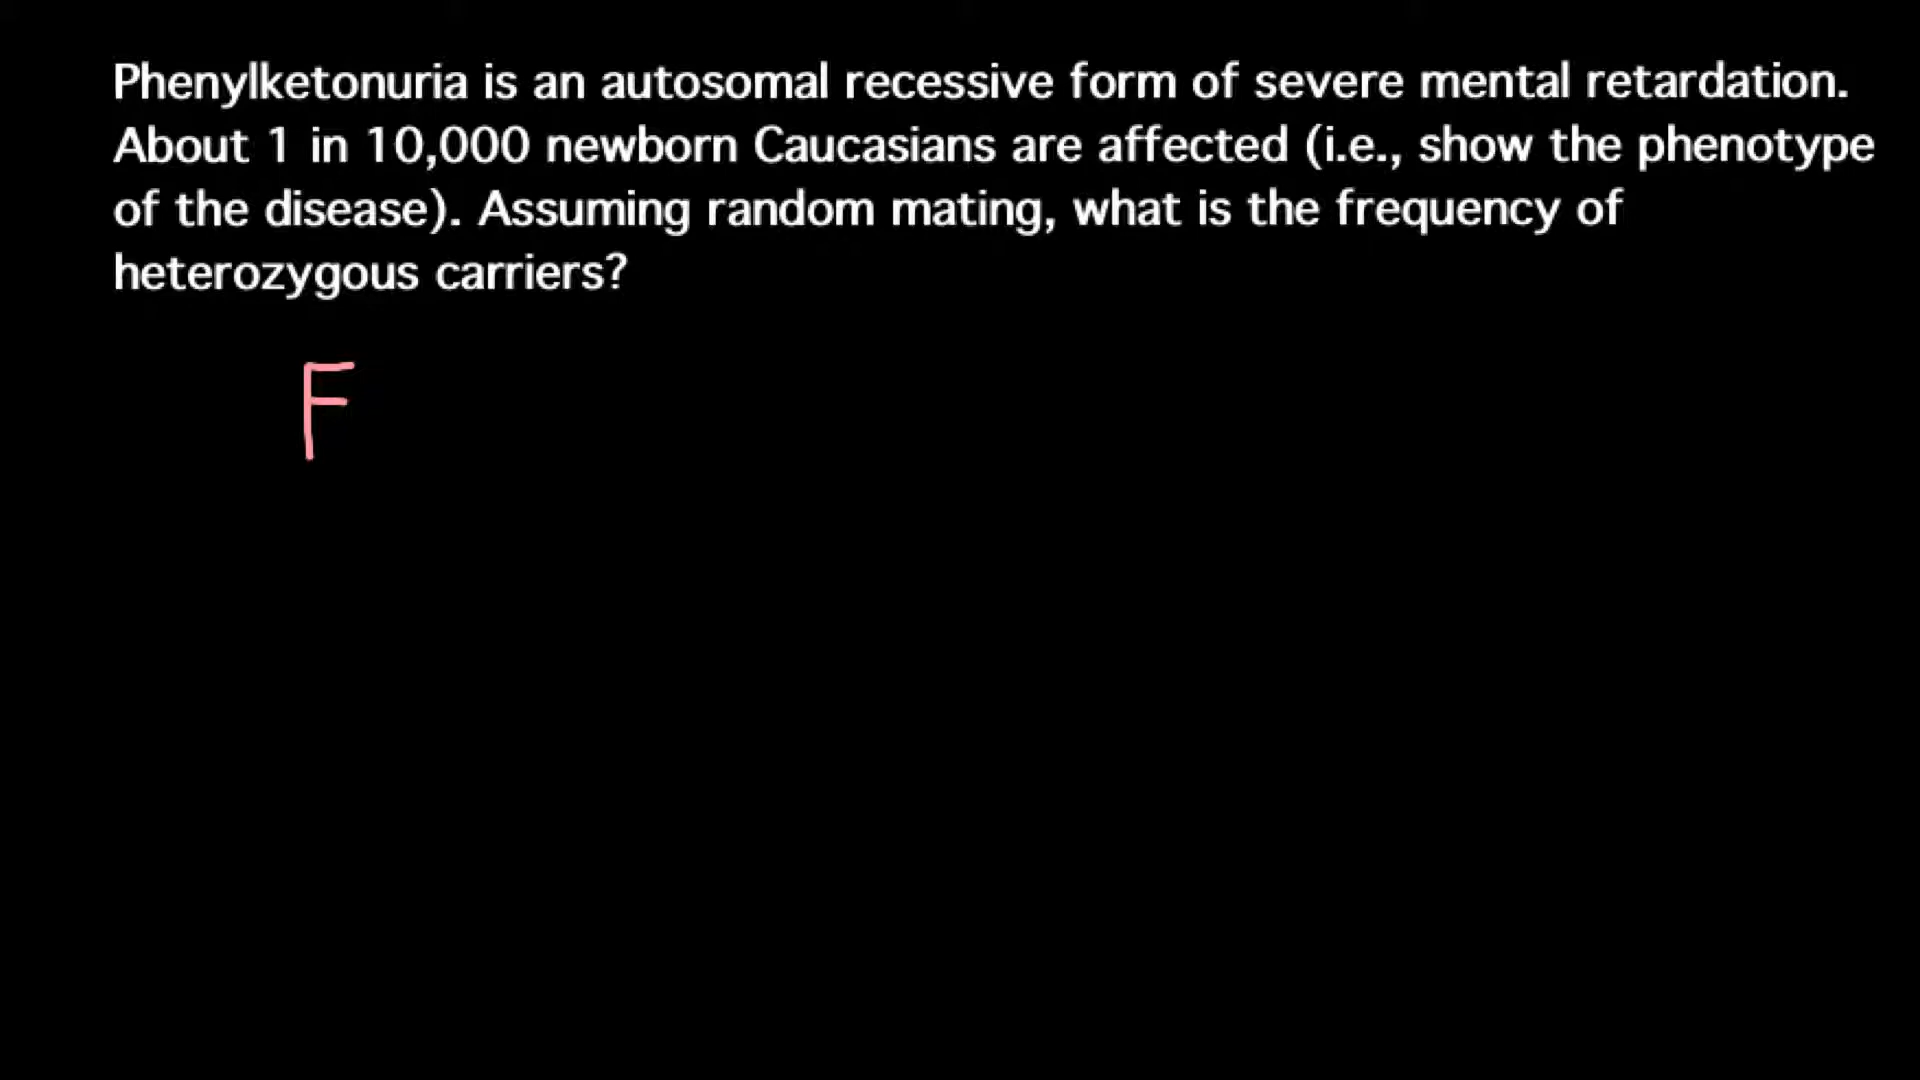 Phenylketonuria is an autosomal recessive form of severe mental retardation.
About 1 in 10,000 newborn Caucasians are affected (i.e., show the phenotype
of the disease). Assuming random mating, what is the frequency of
heterozygous carriers?
F